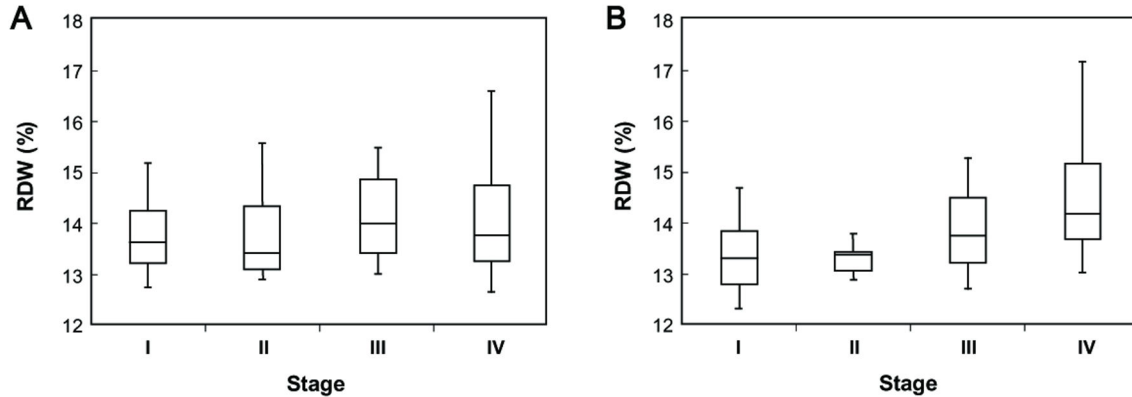 A
RDW (%)
18
17
16
15
14
13
12
I II III IV
Stage
B
RDW (%)
18
17
16
15
14
13
12
I II III IV
Stage